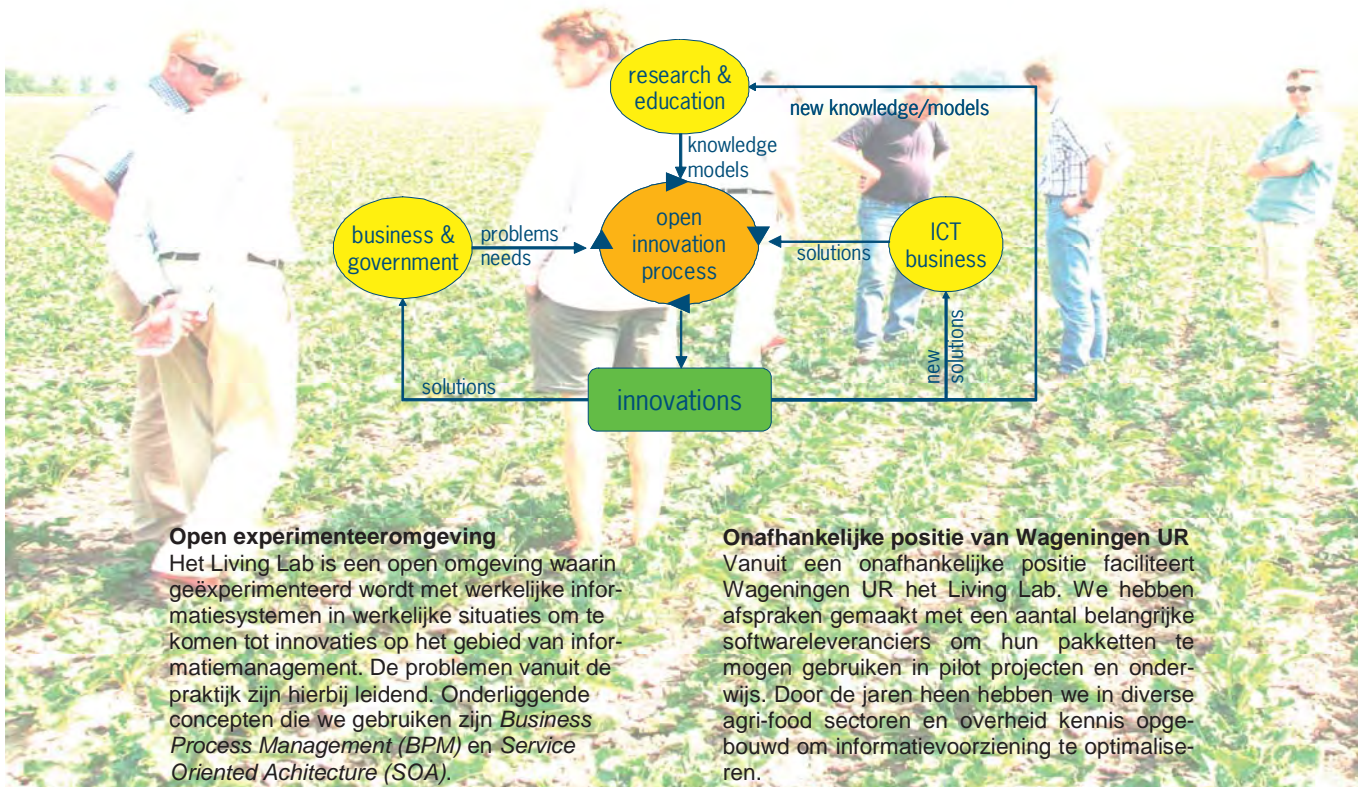 research &
education
new knowledge/models
knowledge
models
open
innovation
process
business &
government
problems
needs
solutions
ICT
business
new
solutions
solutions
innovations
Open experimenteeromgeving
Het Living Lab is een open omgeving waarin
geëxperimenteerd wordt met werkelijke infor-
matiesystemen in werkelijke situaties om te
komen tot innovaties op het gebied van infor-
matiemanagement. De problemen vanuit de
praktijk zijn hierbij leidend. Onderliggende
concepten die we gebruiken zijn Business
Process Management (BPM) en Service
Oriented Achitecture (SOA).
Onafhankelijke positie van Wageningen UR
Vanuit een onafhankelijke positie faciliteert
Wageningen UR het Living Lab. We hebben
afspraken gemaakt met een aantal belangrijke
softwareleveranciers om hun pakketten te
mogen gebruiken in pilot projecten en onder-
wijs. Door de jaren heen hebben we in diverse
agri-food sectoren en overheid kennis opge-
bouwd om informatievoorziening te optimalise-
ren.